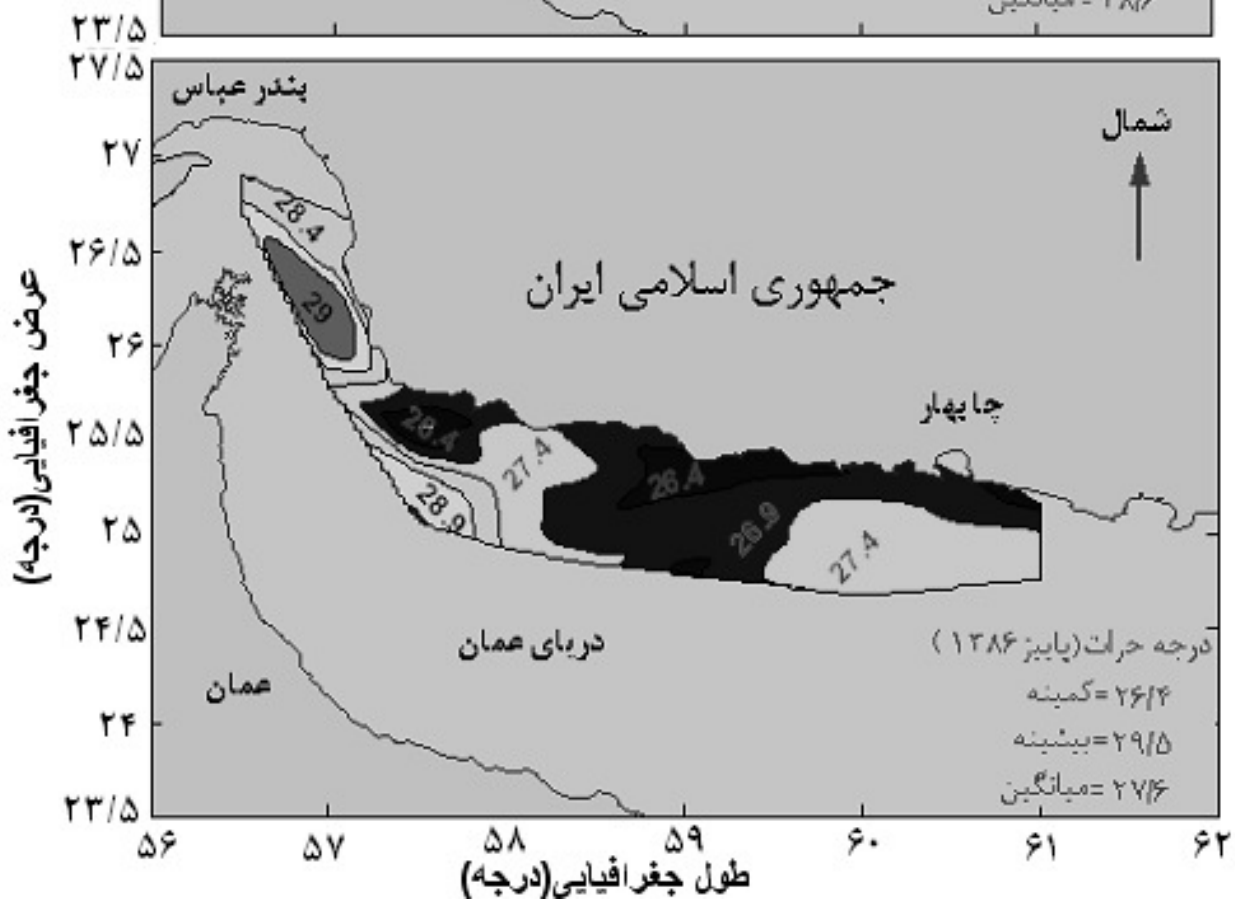 ۲۳/۵
۲۷/۵
بندر عباس
شمال
۲۷
28.4
۲۶/۵
جمهوری اسلامی ایران
29
عرض جغرافیایی(درجه)
۲۶
چابهار
۲۵/۵
27.4
26.4
28.9
26.9
۲۵
27.4
۲۴/۵
دریای عمان
درجه حرات(پاییز ۱۳۸۶)
عمان
۲۶/۴ =کمینه
۲۴
۲۹/۵=بیشینه
۲۷/۶ =میانگین
۲۳/۵
۵۶ ۵۷ ۵۸ ۵۹ ۶۰ ۶۱ ۶۲
طول جغرافیایی(درجه)